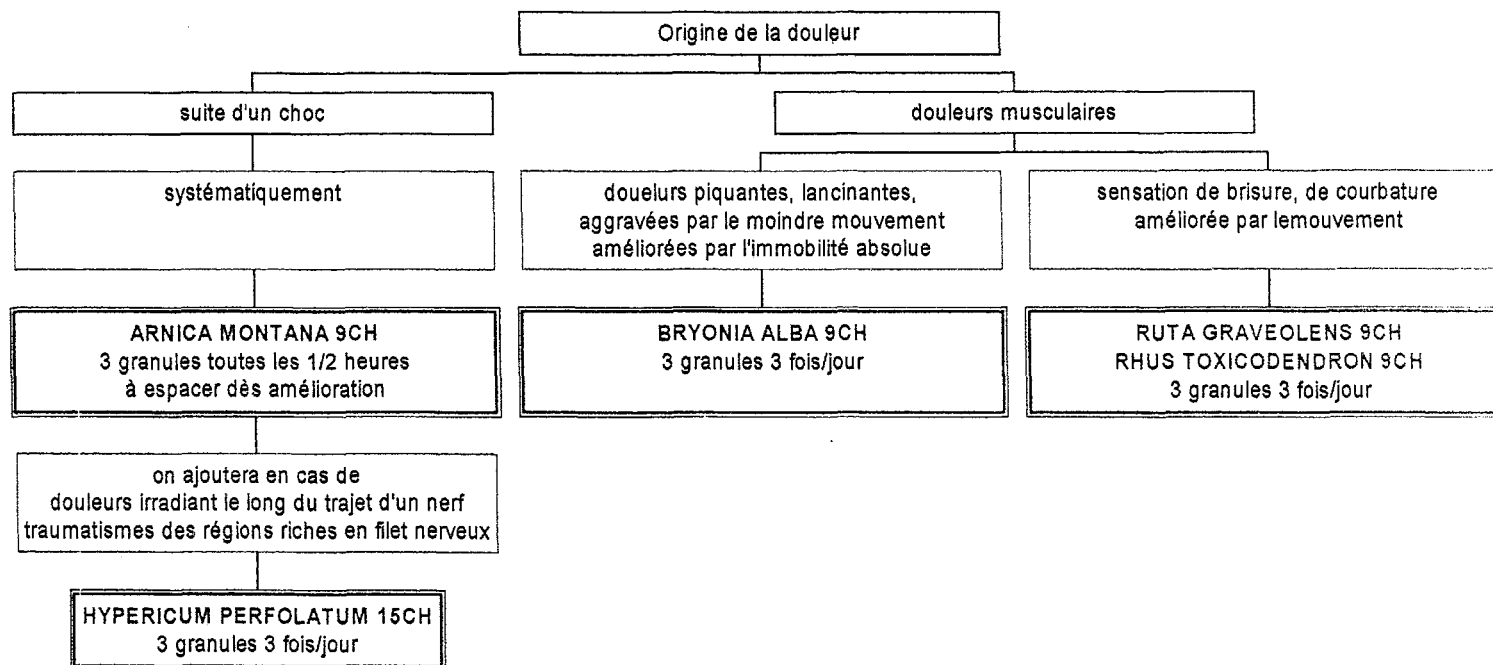 Origine de la douleur
suite d'un choc
douleurs musculaires
systématiquement
douelurs piquantes, lancinantes,
aggravées par le moindre mouvement
améliorées par l'immobilité absolue
sensation de brisure, de courbature
améliorée par lemouvement
ARNICA MONTANA 9CH
3 granules toutes les 1/2 heures
à espacer dès amélioration
BRYONIA ALBA 9CH
3 granules 3 fois/jour
RUTA GRAVEOLENS 9CH
RHUS TOXICODENDRON 9CH
3 granules 3 fois/jour
on ajoutera en cas de
douleurs irradiant le long du trajet d'un nerf
traumatismes des régions riches en filet nerveux
HYPERICUM PERFOLATUM 15CH
3 granules 3 fois/jour